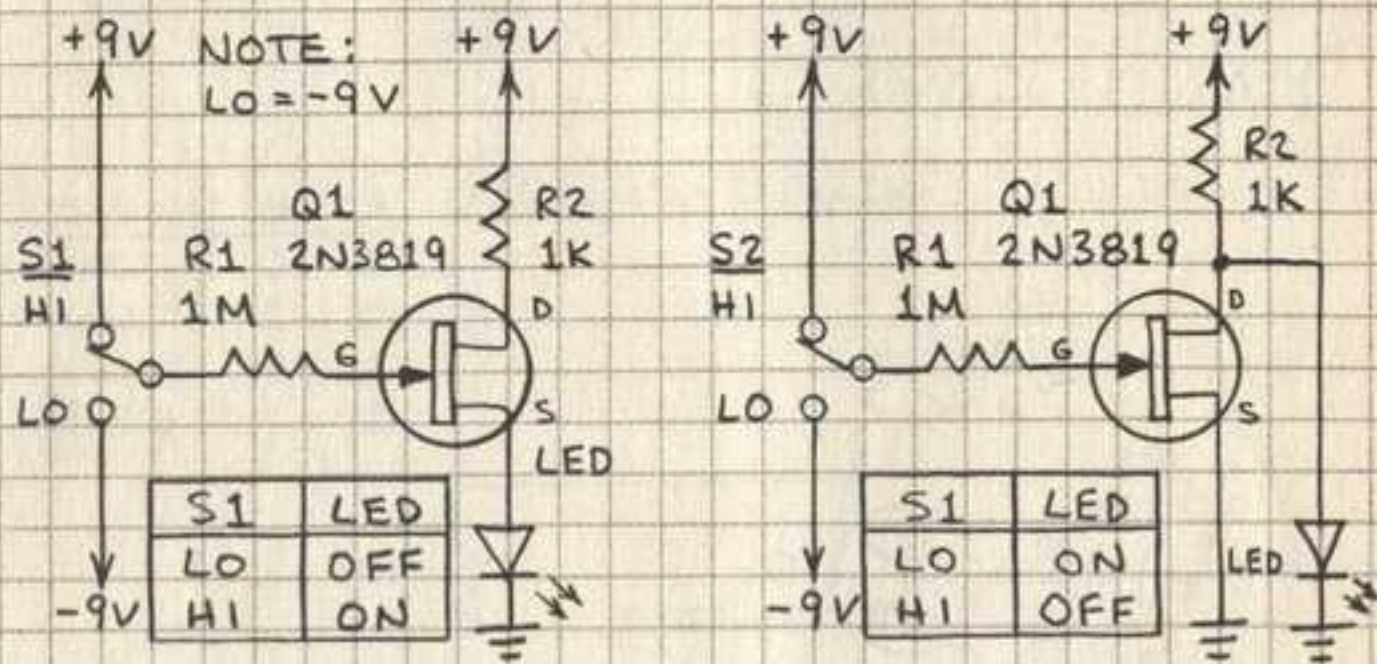 +9V
NOTE:
LO = -9V
+9V
S1
HI
LO
-9V
R1
1M
Q1
2N3819
R2
1K
G
D
S
LED
S1 LED
LO OFF
HI ON
+9V
+9V
S2
HI
LO
-9V
R1
1M
Q1
2N3819
R2
1K
G
D
S
LED
S1 LED
LO ON
HI OFF